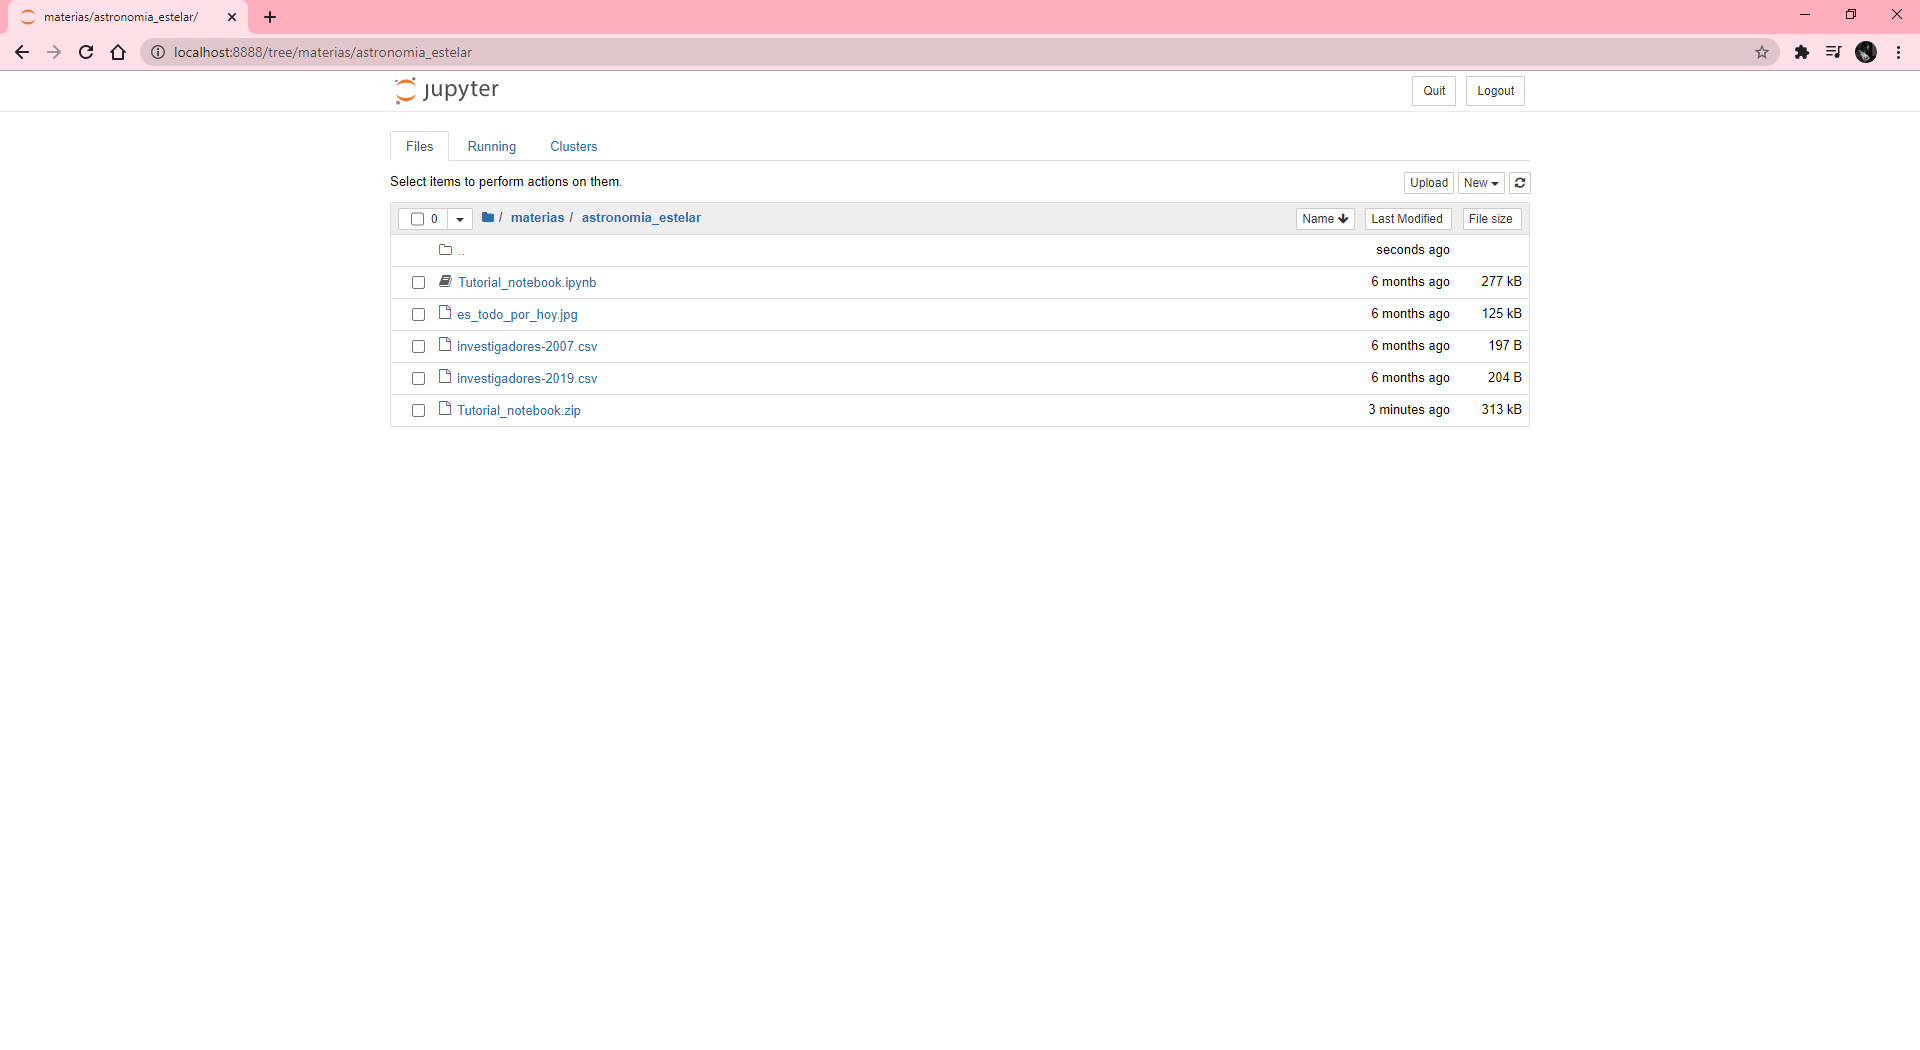 materias/astronomia_estelar/
localhost:8888/tree/materias/astronomia_estelar
jupyter
Quit
Logout
Files
Running
Clusters
Select items to perform actions on them.
Upload
New
0
/ materias / astronomia_estelar
Name
Last Modified
File size
.. seconds ago
Tutorial_notebook.ipynb 6 months ago 277 kB
es_todo_por_hoy.jpg 6 months ago 125 kB
investigadores-2007.csv 6 months ago 197 B
investigadores-2019.csv 6 months ago 204 B
Tutorial_notebook.zip 3 minutes ago 313 kB